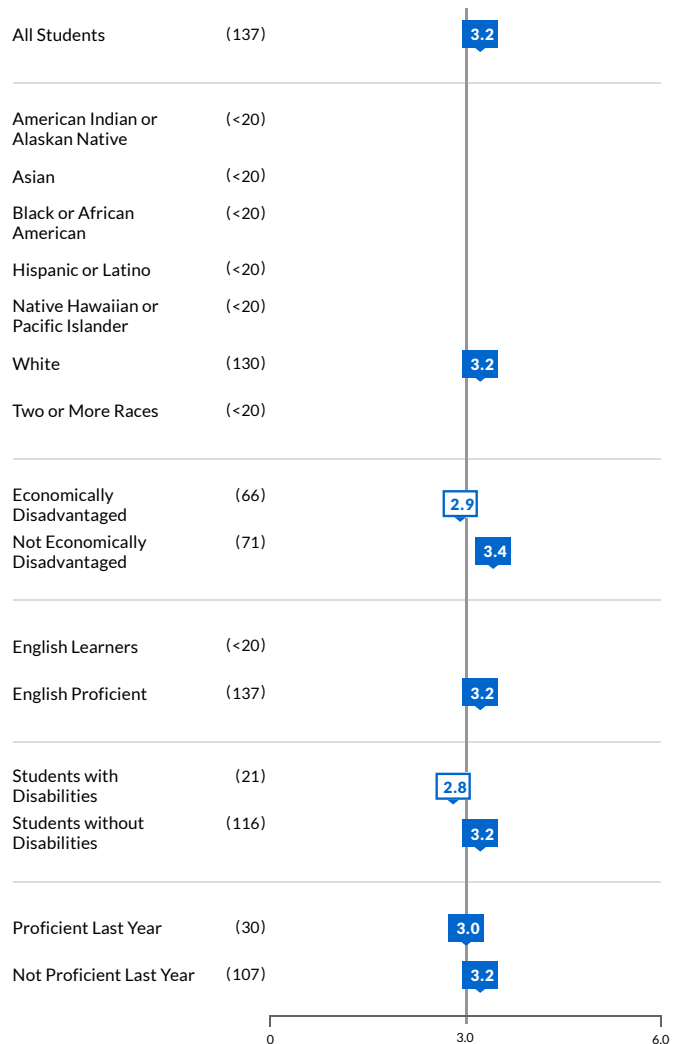 All Students (137) 3.2
American Indian or (<20)
Alaskan Native
Asian (<20)
Black or African (<20)
American
Hispanic or Latino (<20)
Native Hawaiian or (<20)
Pacific Islander
White (130) 3.2
Two or More Races (<20)
Economically (66) 2.9
Disadvantaged
Not Economically (71) 3.4
Disadvantaged
English Learners (<20)
English Proficient (137) 3.2
Students with (21) 2.8
Disabilities
Students without (116) 3.2
Disabilities
Proficient Last Year (30) 3.0
Not Proficient Last Year (107) 3.2
0 3.0 6.0